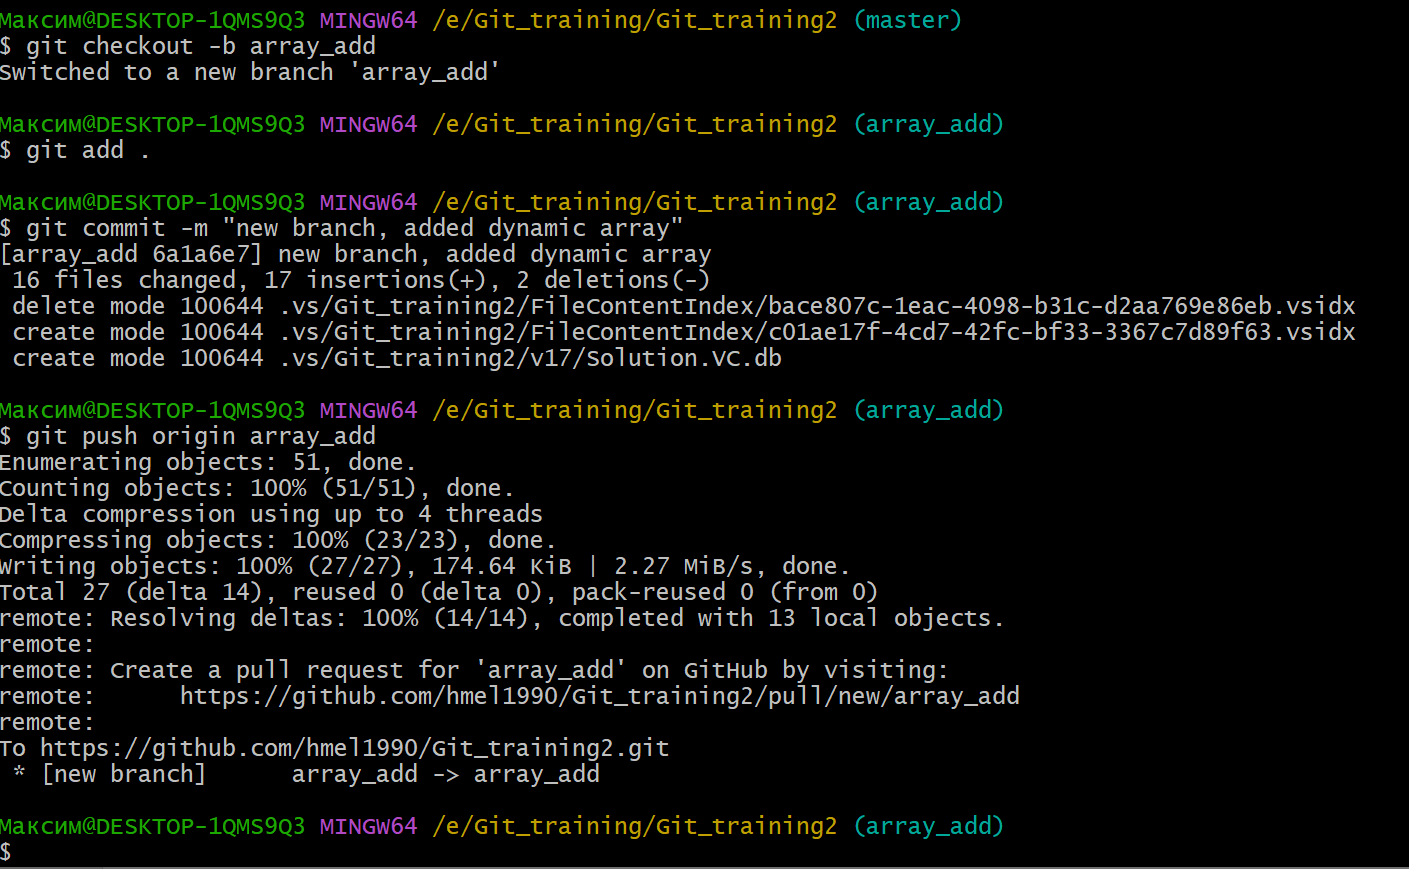 Максим@DESKTOP-1QMS9Q3 MINGW64 /e/Git_training/Git_training2 (master)
$ git checkout -b array_add
Switched to a new branch 'array_add'
Максим@DESKTOP-1QMS9Q3 MINGW64 /e/Git_training/Git_training2 (array_add)
$ git add .
Максим@DESKTOP-1QMS9Q3 MINGW64 /e/Git_training/Git_training2 (array_add)
$ git commit -m "new branch, added dynamic array"
[array_add 6a1a6e7] new branch, added dynamic array
 16 files changed, 17 insertions(+), 2 deletions(-)
 delete mode 100644 .vs/Git_training2/FileContentIndex/bace807c-1eac-4098-b31c-d2aa769e86eb.vsidx
 create mode 100644 .vs/Git_training2/FileContentIndex/c01ae17f-4cd7-42fc-bf33-3367c7d89f63.vsidx
 create mode 100644 .vs/Git_training2/v17/Solution.VC.db
Максим@DESKTOP-1QMS9Q3 MINGW64 /e/Git_training/Git_training2 (array_add)
$ git push origin array_add
Enumerating objects: 51, done.
Counting objects: 100% (51/51), done.
Delta compression using up to 4 threads
Compressing objects: 100% (23/23), done.
Writing objects: 100% (27/27), 174.64 KiB | 2.27 MiB/s, done.
Total 27 (delta 14), reused 0 (delta 0), pack-reused 0 (from 0)
remote: Resolving deltas: 100% (14/14), completed with 13 local objects.
remote:
remote: Create a pull request for 'array_add' on GitHub by visiting:
remote:      https://github.com/hmel1990/Git_training2/pull/new/array_add
remote:
To https://github.com/hmel1990/Git_training2.git
 * [new branch]      array_add -> array_add
Максим@DESKTOP-1QMS9Q3 MINGW64 /e/Git_training/Git_training2 (array_add)
$